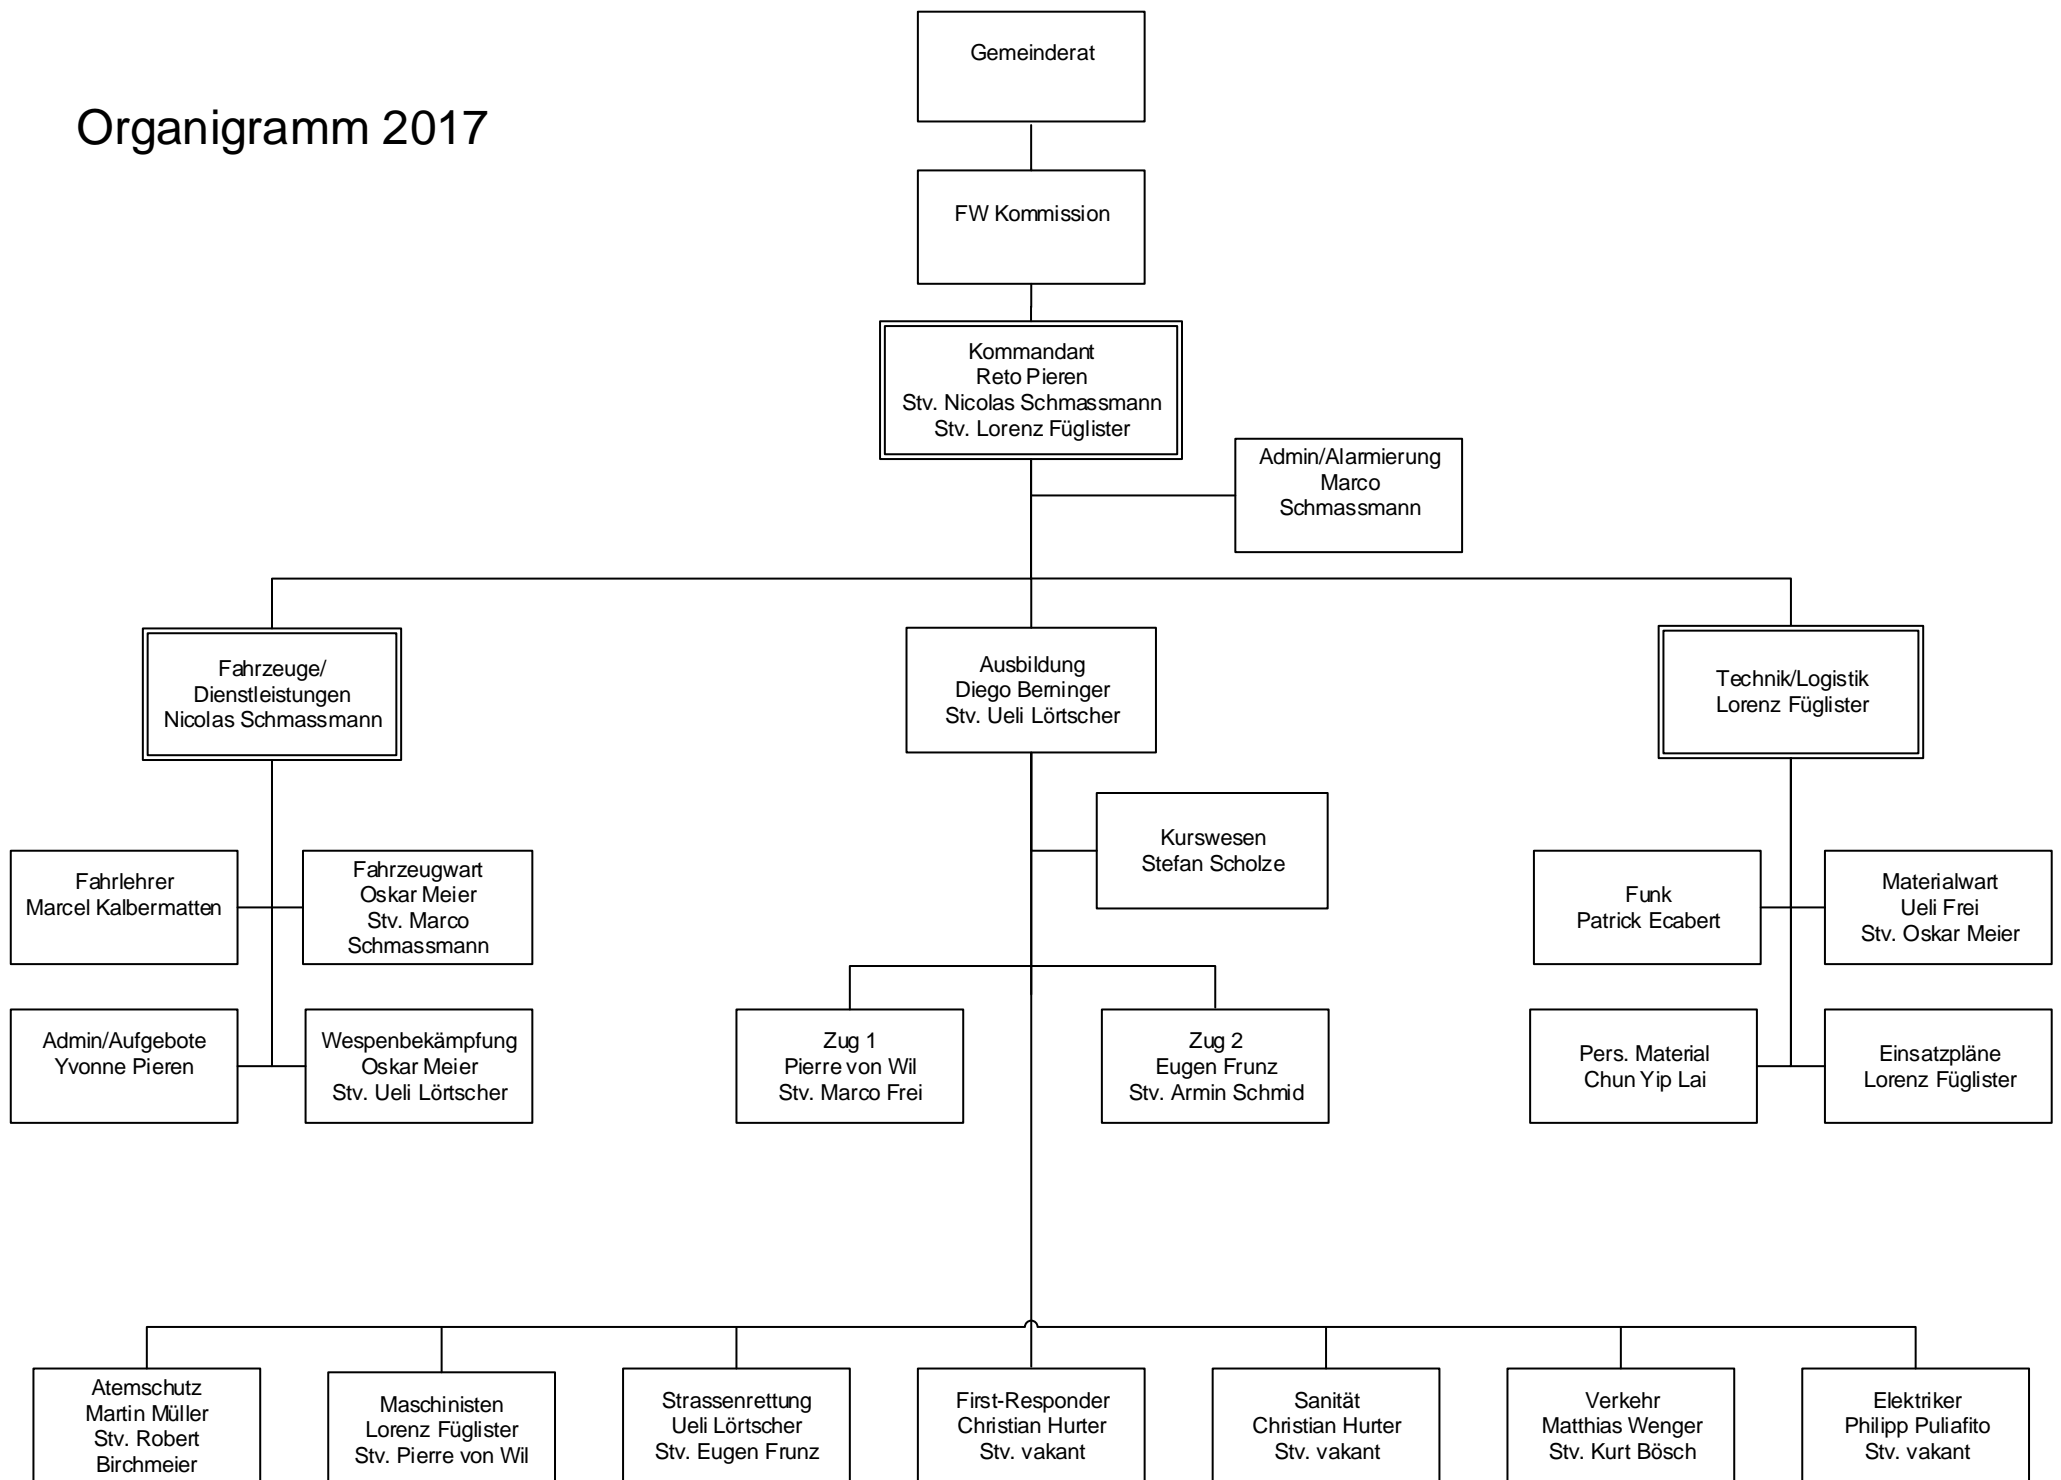 Organigramm 2017
Gemeinderat
FW Kommission
Kommandant
Reto Pieren
Stv. Nicolas Schmassmann
Stv. Lorenz Füglister
Admin/Alarmierung
Marco
Schmassmann
Fahrzeuge/
Dienstleistungen
Nicolas Schmassmann
Ausbildung
Diego Berninger
Stv. Ueli Lörtscher
Technik/Logistik
Lorenz Füglister
Kurswesen
Stefan Scholze
Fahrlehrer
Marcel Kalbermatten
Fahrzeugwart
Oskar Meier
Stv. Marco
Schmassmann
Funk
Patrick Ecabert
Materialwart
Ueli Frei
Stv. Oskar Meier
Admin/Aufgebote
Yvonne Pieren
Wespenbekämpfung
Oskar Meier
Stv. Ueli Lörtscher
Zug 1
Pierre von Wil
Stv. Marco Frei
Zug 2
Eugen Frunz
Stv. Armin Schmid
Pers. Material
Chun Yip Lai
Einsatzpläne
Lorenz Füglister
Atemschutz
Martin Müller
Stv. Robert
Birchmeier
Maschinisten
Lorenz Füglister
Stv. Pierre von Wil
Strassenrettung
Ueli Lörtscher
Stv. Eugen Frunz
First-Responder
Christian Hurter
Stv. vakant
Sanität
Christian Hurter
Stv. vakant
Verkehr
Matthias Wenger
Stv. Kurt Bösch
Elektriker
Philipp Puliafito
Stv. vakant